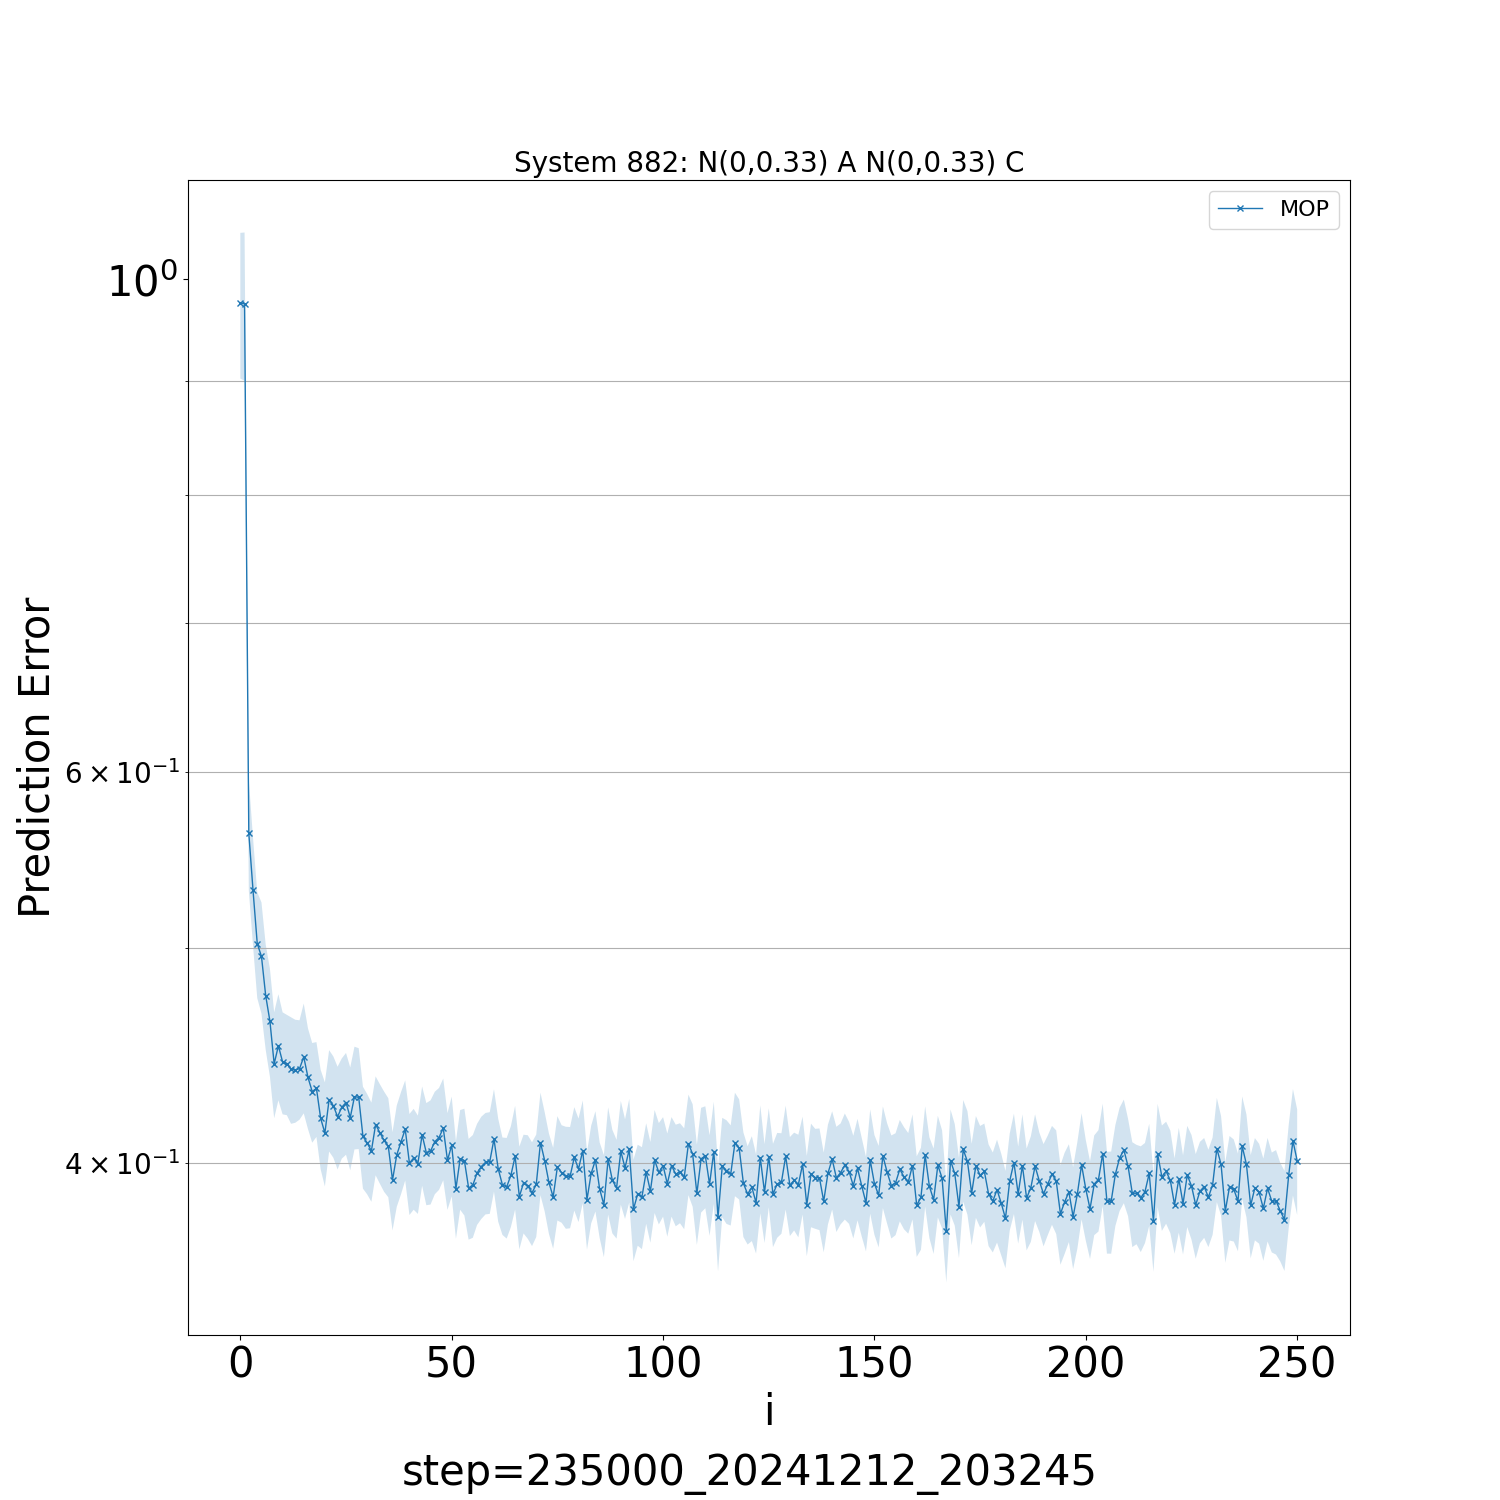 System 882: N(0,0.33) A N(0,0.33) C
MOP
10⁰
6 × 10⁻¹
4 × 10⁻¹
Prediction Error
0 50 100 150 200 250
i
step=235000_20241212_203245